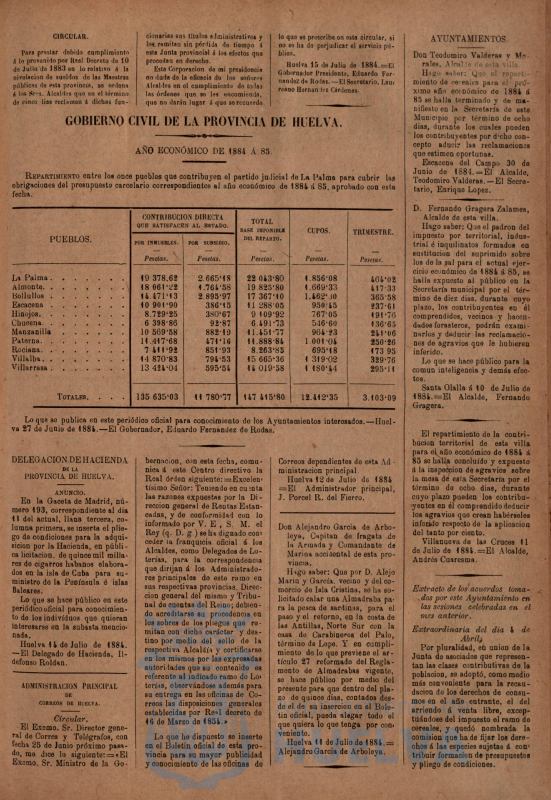 CIRCULAR.
Para prestar debido cumplimiento
á lo prevenido por Real Decreto de 10
de Julio de 1883 en lo relativo á la
nivelacion de sueldos de las Maestras
públicas de esta provincia, se ordena
á los Sres. Alcaldes que en el término
de cinco dias reclamen á dichas fun-
cionarias sus títulos administrativos y
los remitan sin pérdida de tiempo á
esta Junta provincial á los efectos que
procedan en derecho.
Esta Corporacion de mi presidencia
no duda de la eficacia de los señores
Alcaldes en el cumplimiento de todas
las órdenes que se les encomienda,
que no darán lugar á que se recuerde
lo que se prescribe en esta circular, si
no se ha de perjudicar el servicio pú-
blico.
Huelva 15 de Julio de 1884.—El
Gobernador Presidente, Eduardo Fer-
nandez de Rodas.—El Secretario, Lau-
reano Hernandez Cárdenas.
GOBIERNO CIVIL DE LA PROVINCIA DE HUELVA.
AÑO ECONÓMICO DE 1884 Á 85.
REPARTIMIENTO entre los once pueblos que contribuyen el partido judicial de La Palma para cubrir las
obligaciones del presupuesto carcelario correspondientes al año económico de 1884 á 85, aprobado con esta
fecha.
PUEBLOS. CONTRIBUCION DIRECTA QUE SATISFACEN AL ESTADO. TOTAL BASE IMPONIBLE DEL REPARTO. CUPOS. TRIMESTRE.
POR INMUEBLES. POR SUBSIDIO.
Pesetas. Pesetas. Pesetas. Pesetas. Pesetas.
La Palma 19 378.62 2.665·18 22 043·80 1.856·08 464·02
Almonte 18 061·22 1.764·58 19.825·80 1.669·33 417·33
Bollullos 14.471·13 2.895·97 17 367·10 1,462·10 365·58
Escacena 10 901·90 386·15 11 288·05 950·45 237·61
Hinojos 8.729·25 380·67 9 109·92 767·05 191·76
Chucena 6 398·86 92·87 6 491·73 546·60 136·65
Manzanilla 10 569·58 882·19 11.451·77 964·23 241·06
Paterna 11.417·68 471·16 11.888·84 1.001·04 250·26
Rociana 7 411·92 851·93 8.263·85 695·18 173 95
Villalba 14 870·83 794·53 15 665·36 1 319·02 329·76
Villarrasa 13 424·04 595·54 14 019·58 1 180·44 295·11
TOTALES 135 635·03 11 780·77 147 415·80 12.412·35 3.103·09
Lo que se publica en este periódico oficial para conocimiento de los Ayuntamientos interesados.—Huel-
va 27 de Junio de 1884.—El Gobernador, Eduardo Fernandez de Rodas.
DELEGACION DE HACIENDA
DE LA
PROVINCIA DE HUELVA.
ANUNCIO.
En la Gaceta de Madrid, nú-
mero 193, correspondiente al dia
11 del actual, llana tercera, co-
lumna primera, se inserta el plie-
go de condiciones para la adqui-
sicion por la Hacienda, en públi-
ca licitacion, de quince mil millares
de cigarros habanos elabora-
dos en la isla de Cuba para su-
ministro de la Península é islas
Baleares.
Lo que se hace público en este
periódico oficial para conocimien-
to de los individuos que quieran
interesarse en la subasta mencio-
nada.
Huelva 14 de Julio de 1884.
—El Delegado de Hacienda, Il-
defonso Roldan.
ADMINISTRACION PRINCIPAL
DE
CORREOS DE HUELVA.
Circular.
El Excmo. Sr. Director gene-
ral de Correos y Telégrafos, con
fecha 25 de Junio próximo pasa-
do, me dice lo siguiente:—«El
Excmo. Sr. Ministro de la Go-
bernacion, con esta fecha, comu-
nica á este Centro directivo la
Real órden siguiente:—Excelen-
tísimo Señor: Teniendo en cuenta
las razones expuestas por la Di-
reccion general de Rentas Estan-
cadas, y de conformidad con lo
informado por V. E., S. M. el
Rey (q. D. g) se ha dignado con-
ceder la franquicia oficial á los
Alcaldes, como Delegados de Lo-
terías, para la correspondencia
que dirijan á los Administrado-
res principales de este ramo en
sus respectivas provincias, Direc-
cion general del mismo y Tribu-
nal de cuentas del Reino; debien-
do acreditarse su procedencia en
los sobres de los pliegos que re-
mitan con dicho carácter y des-
tino por medio del sello de la
respectiva Alcaldía y certificarse
en los mismos por las expresadas
autoridades que su contenido es
referente al indicado ramo de Lo-
terías, observándose además para
su entrega en las oficinas de Co-
rreos las disposiciones generales
establecidas por Real decreto de
16 de Marzo de 1854.»
Lo que he dispuesto se inserte
en el Boletin oficial de esta pro-
vincia para su mayor publicidad
y conocimiento de las oficinas de
Correos dependientes de esta Ad
ministracion principal.
Huelva 12 de Julio de 1884
—El Administrador principal,
J. Porcel R. del Fierro.
Don Alejandro García de Arbo-
leya, Capitan de fragata de
la Armada y Comandante de
Marina accidental de esta pro-
vincia.
Hago saber: Que por D. Alejo
Marin y García, vecino y del co-
mercio de Isla Cristina, se ha so-
licitado calar una Almadraba pa-
ra la pesca de sardinas, para el
paso y el retorno, en la costa de
las Antillas, Norte Sur con la
casa de Carabineros del Palo,
término de Lepe. Y en cumpli-
miento de lo que previene el ar-
tículo 27 reformado del Regla-
mento de Almadrabas vigente,
se hace público por medio del
presente para que dentro del pla-
zo de quince dias, contados des-
de el de su insercion en el Bole-
tin oficial, pueda alegar todo el
que quiera lo que tenga por con-
veniente.
Huelva 11 de Julio de 1884.—
Alejandro García de Arboleya.
AYUNTAMIENTOS.
Don Teodomiro Valderas y Mo-
rales, Alcalde de esta villa.
Hago saber: Que el reparti-
miento de cereales para el pró-
ximo año económico de 1884 á
85 se halla terminado y de ma-
nifiesto en la Secretaría de este
Municipio por término de ocho
dias, durante los cuales pueden
los contribuyentes por dicho con-
cepto aducir las reclamaciones
que estimen oportunas.
Escacena del Campo 30 de
Junio de 1884.—El Alcalde,
Teodomiro Valderas.—El Secre-
tario, Enrique Lopez.
D. Fernando Gragera Zalamea,
Alcalde de esta villa.
Hago saber: Que el padron del
impuesto por territorial, indus-
trial é inquilinatos formados en
sustitucion del suprimido sobre
los de la sal para el actual ejer-
cicio económico de 1884 á 85, se
halla expuesto al público en la
Secretaría municipal por el tér-
mino de diez dias, durante cuyo
plazo, los contribuyentes en él
comprendidos, vecinos y hacen-
dados forasteros, podrán exami-
narlos y deducir las reclamacio-
nes de agravios que le hubieren
inferido.
Lo que se hace público para la
comun inteligencia y demás efec-
tos.
Santa Olalla á 10 de Julio de
1884.—El Alcalde, Fernando
Gragera.
El repartimiento de la contri-
bucion territorial de esta villa
para el año económico de 1884 á
85 se halla concluido y expuesto
á la inspeccion de agravios sobre
la mesa de esta Secretaría por el
término de ocho dias, durante
cuyo plazo pueden los contribu-
yentes en él comprendido deducir
los agravios que crean habérseles
inferido respecto de la aplicacion
del tanto por ciento.
Villanueva de las Cruces 11
de Julio de 1884.—El Alcalde,
Andrés Cuaresma.
Extracto de los acuerdos toma-
dos por este Ayuntamiento en
las sesiones celebradas en el
mes anterior.
Extraordinaria del dia 4 de
Abril.
Por pluralidad, en union de la
Junta de asociados que represen-
tan las clases contributivas de la
poblacion, se adoptó, como medio
más conveniente para la recau-
dacion de los derechos de consu-
mos en el año entrante, el del
arriendo á venta libre, excep-
tuándose del impuesto el ramo de
cereales, y quedó nombrada la
comision que ha de fijar los dere-
chos á las especies sujetas á con-
tribuir formacion de presupuestos
y pliego de condiciones.